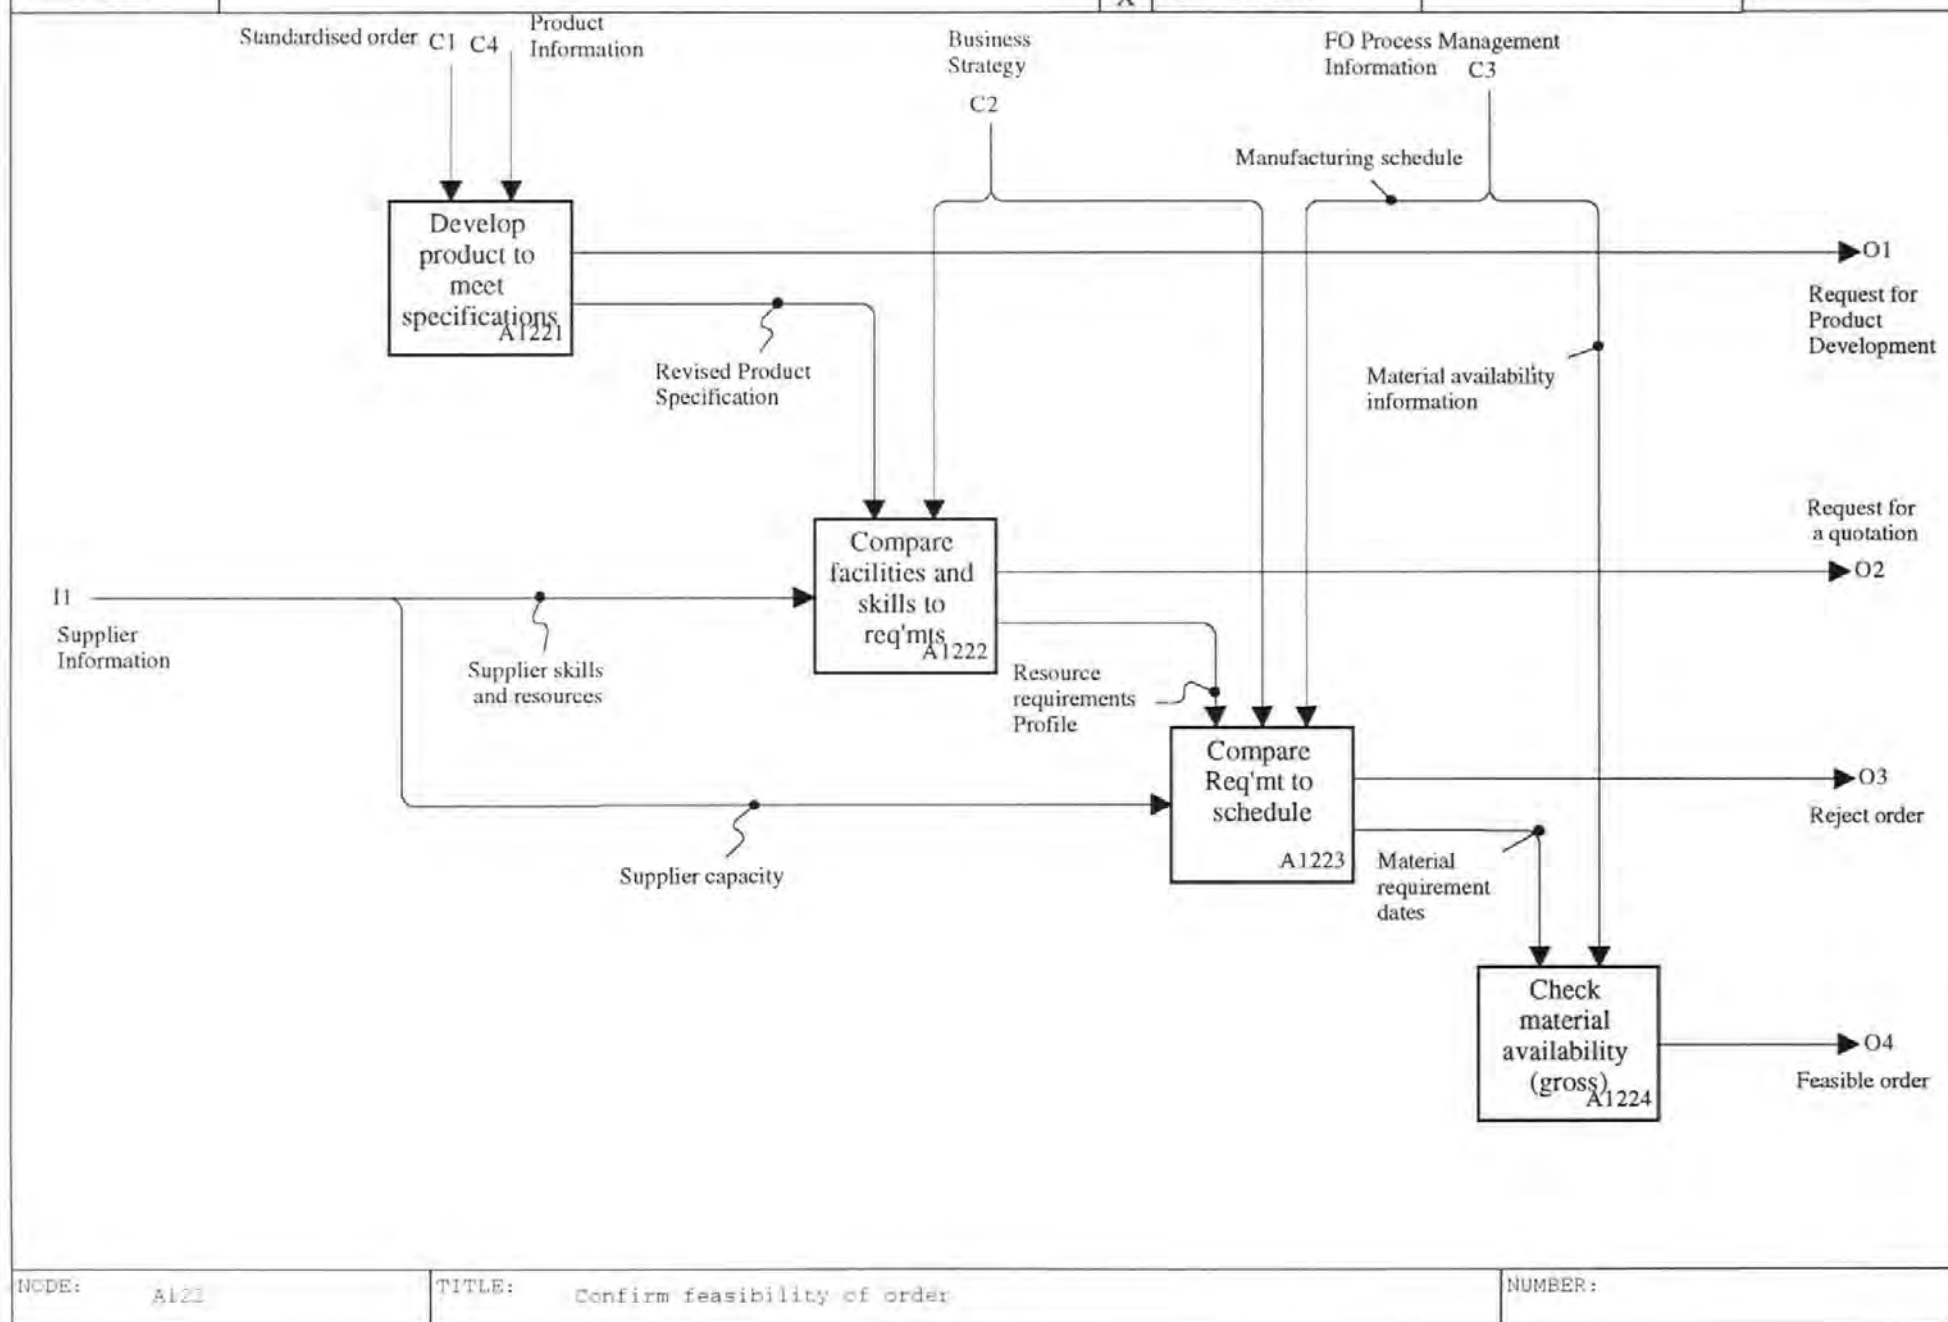 X
Standardised order C1 C4
Product
Information
Business
Strategy
C2
FO Process Management
Information C3
Manufacturing schedule
Develop
product to
meet
specifications
A1221
O1
Request for
Product
Development
Revised Product
Specification
Material availability
information
Request for
a quotation
O2
Compare
facilities and
skills to
req'mts
A1222
I1
Supplier
Information
Supplier skills
and resources
Resource
requirements
Profile
Compare
Req'mt to
schedule
A1223
O3
Reject order
Supplier capacity
Material
requirement
dates
Check
material
availability
(gross)
A1224
O4
Feasible order
NODE: A122
TITLE: Confirm feasibility of order
NUMBER: